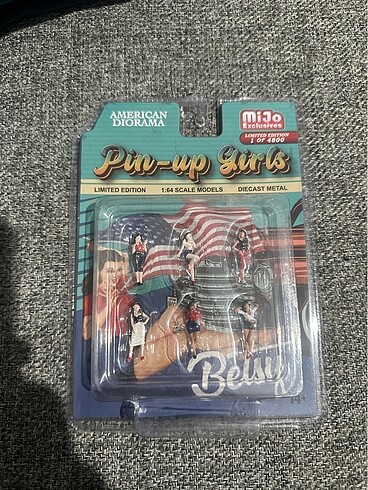 AMERICAN
DIORAMA
MiJo
Exclusives
LIMITED EDITION
1 OF 4800
Pin-up Girls
LIMITED EDITION
1:64 SCALE MODELS
DIECAST METAL
Betsy